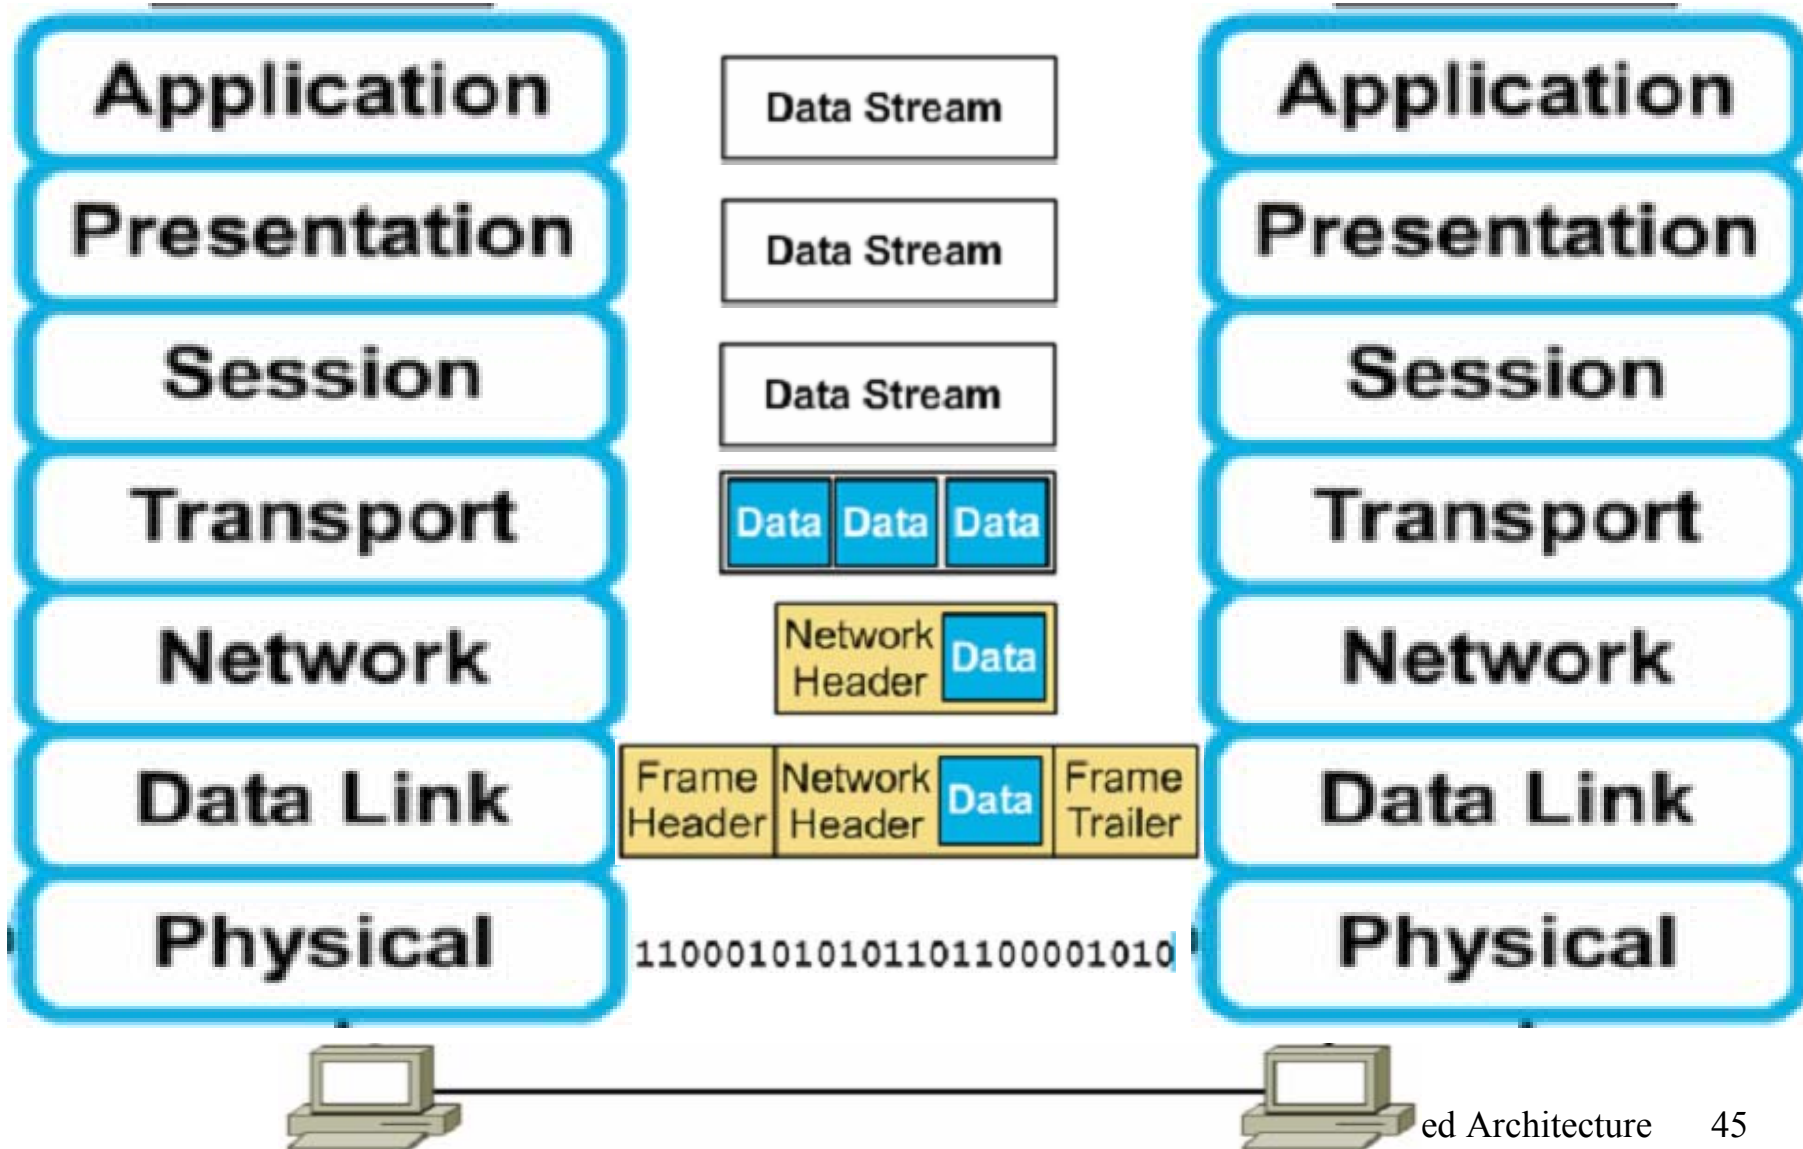 Application
Data Stream
Application
Presentation
Data Stream
Presentation
Session
Data Stream
Session
Transport
Data Data Data
Transport
Network
Network
Header
Data
Network
Data Link
Frame
Header
Network
Header
Data
Frame
Trailer
Data Link
Physical
110001010101101100001010
Physical
ed Architecture 45